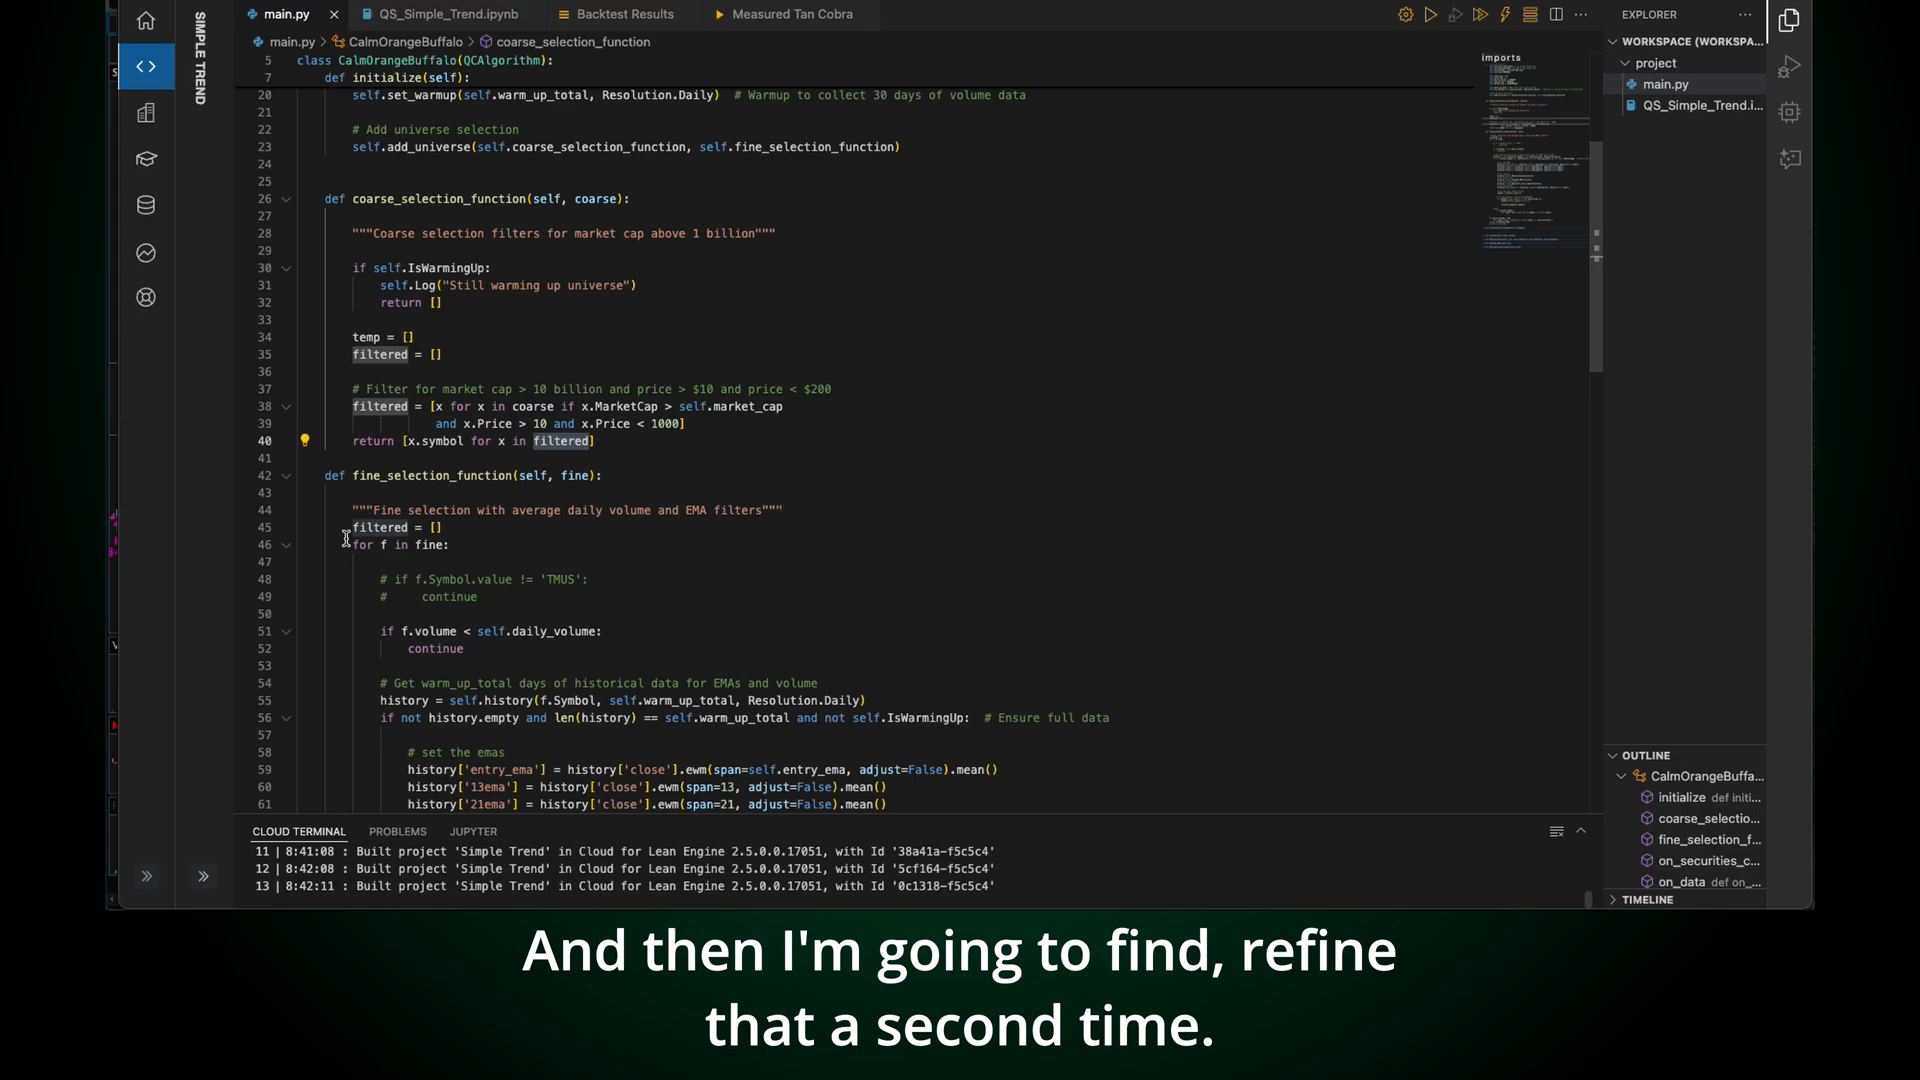 main.py
QS_Simple_Trend.ipynb
Backtest Results
Measured Tan Cobra
EXPLORER
SIMPLE TREND
main.py > CalmOrangeBuffalo > coarse_selection_function
5 class CalmOrangeBuffalo(QCAlgorithm):
7 def initialize(self):
20 self.set_warmup(self.warm_up_total, Resolution.Daily)  # Warmup to collect 30 days of volume data
21
22 # Add universe selection
23 self.add_universe(self.coarse_selection_function, self.fine_selection_function)
24
25
26 def coarse_selection_function(self, coarse):
27
28 """Coarse selection filters for market cap above 1 billion"""
29
30 if self.IsWarmingUp:
31 self.Log("Still warming up universe")
32 return []
33
34 temp = []
35 filtered = []
36
37 # Filter for market cap > 10 billion and price > $10 and price < $200
38 filtered = [x for x in coarse if x.MarketCap > self.market_cap
39 and x.Price > 10 and x.Price < 1000]
40 return [x.symbol for x in filtered]
41
42 def fine_selection_function(self, fine):
43
44 """Fine selection with average daily volume and EMA filters"""
45 filtered = []
46 for f in fine:
47
48 # if f.Symbol.value != 'TMUS':
49 #     continue
50
51 if f.volume < self.daily_volume:
52 continue
53
54 # Get warm_up_total days of historical data for EMAs and volume
55 history = self.history(f.Symbol, self.warm_up_total, Resolution.Daily)
56 if not history.empty and len(history) == self.warm_up_total and not self.IsWarmingUp:  # Ensure full data
57
58 # set the emas
59 history['entry_ema'] = history['close'].ewm(span=self.entry_ema, adjust=False).mean()
60 history['13ema'] = history['close'].ewm(span=13, adjust=False).mean()
61 history['21ema'] = history['close'].ewm(span=21, adjust=False).mean()
imports
WORKSPACE (WORKSPA...
project
main.py
QS_Simple_Trend.i...
OUTLINE
CalmOrangeBuffa...
initialize def initi...
coarse_selectio...
fine_selection_f...
on_securities_c...
on_data def on_...
TIMELINE
CLOUD TERMINAL
PROBLEMS
JUPYTER
11 | 8:41:08 : Built project 'Simple Trend' in Cloud for Lean Engine 2.5.0.0.17051, with Id '38a41a-f5c5c4'
12 | 8:42:08 : Built project 'Simple Trend' in Cloud for Lean Engine 2.5.0.0.17051, with Id '5cf164-f5c5c4'
13 | 8:42:11 : Built project 'Simple Trend' in Cloud for Lean Engine 2.5.0.0.17051, with Id '0c1318-f5c5c4'
And then I'm going to find, refine
that a second time.